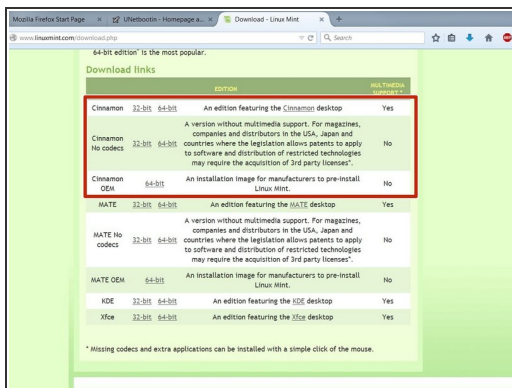 Mozilla Firefox Start Page
UNetbootin - Homepage a...
Download - Linux Mint
www.linuxmint.com/download.php
Search
64-bit edition" is the most popular.
Download links
EDITION
MULTIMEDIA
SUPPORT *
Cinnamon 32-bit 64-bit An edition featuring the Cinnamon desktop Yes
A version without multimedia support. For magazines,
companies and distributors in the USA, Japan and
Cinnamon No codecs 32-bit 64-bit countries where the legislation allows patents to apply No
to software and distribution of restricted technologies
may require the acquisition of 3rd party licenses*.
Cinnamon OEM 64-bit An installation image for manufacturers to pre-install No
Linux Mint.
MATE 32-bit 64-bit An edition featuring the MATE desktop Yes
A version without multimedia support. For magazines,
companies and distributors in the USA, Japan and
MATE No codecs 32-bit 64-bit countries where the legislation allows patents to apply No
to software and distribution of restricted technologies
may require the acquisition of 3rd party licenses*.
MATE OEM 64-bit An installation image for manufacturers to pre-install No
Linux Mint.
KDE 32-bit 64-bit An edition featuring the KDE desktop Yes
Xfce 32-bit 64-bit An edition featuring the Xfce desktop Yes
* Missing codecs and extra applications can be installed with a simple click of the mouse.